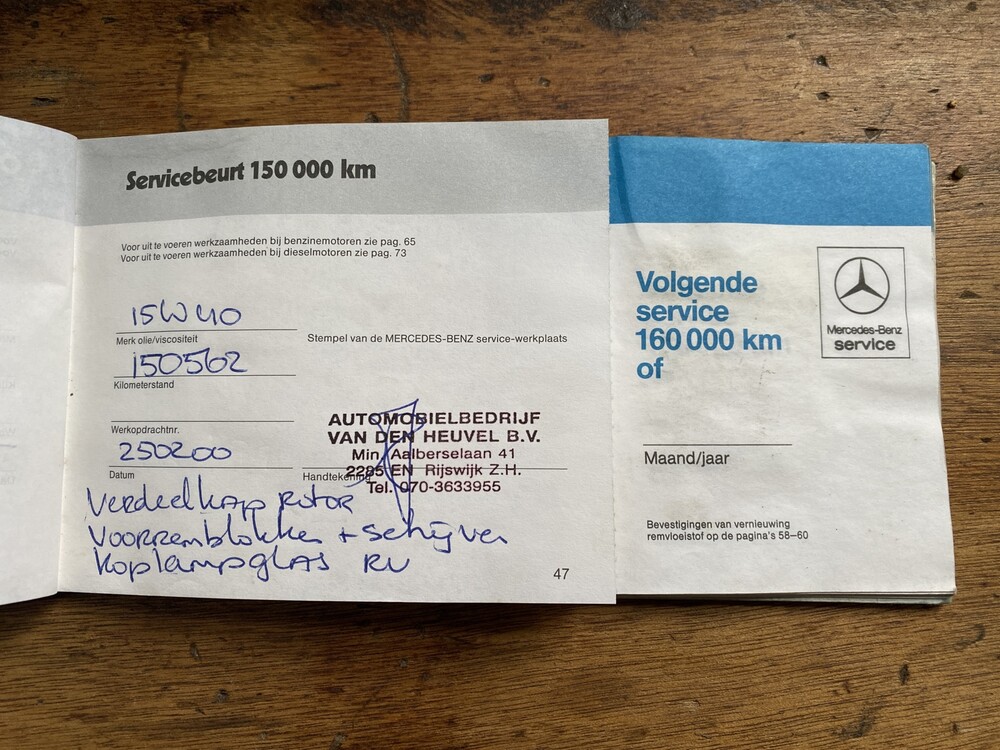 Servicebeurt 150 000 km
Voor uit te voeren werkzaamheden bij benzinemotoren zie pag. 65
Voor uit te voeren werkzaamheden bij dieselmotoren zie pag. 73
15W40
Merk olie/viscositeit
Stempel van de MERCEDES-BENZ service-werkplaats
150562
Kilometerstand
Werkopdrachtnr.
250200
Datum
Handtekening
AUTOMOBIELBEDRIJF
VAN DEN HEUVEL B.V.
Min. Aalberselaan 41
2285 EN Rijswijk Z.H.
Tel. 070-3633955
Verdeelkap Rotor
Voorremblokken + schijven
Koplampglas RV
47
Volgende
service
160 000 km
of
Mercedes-Benz
service
Maand/jaar
Bevestigingen van vernieuwing
remvloeistof op de pagina's 58–60